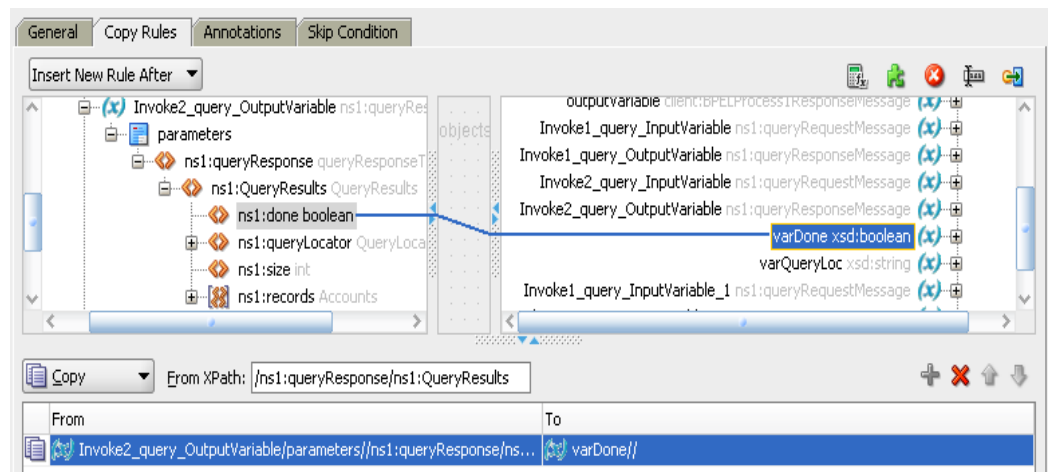 General Copy Rules Annotations Skip Condition
Insert New Rule After
(x) Invoke2_query_OutputVariable ns1:queryRes
parameters
ns1:queryResponse queryResponseT
ns1:QueryResults QueryResults
ns1:done boolean
ns1:queryLocator QueryLoca
ns1:size int
ns1:records Accounts
objects
outputVariable client:BPELProcess1ResponseMessage (x)
Invoke1_query_InputVariable ns1:queryRequestMessage (x)
Invoke1_query_OutputVariable ns1:queryResponseMessage (x)
Invoke2_query_InputVariable ns1:queryRequestMessage (x)
Invoke2_query_OutputVariable ns1:queryResponseMessage (x)
varDone xsd:boolean (x)
varQueryLoc xsd:string (x)
Invoke1_query_InputVariable_1 ns1:queryRequestMessage (x)
Copy From XPath: /ns1:queryResponse/ns1:QueryResults
From To
Invoke2_query_OutputVariable/parameters//ns1:queryResponse/ns... varDone//